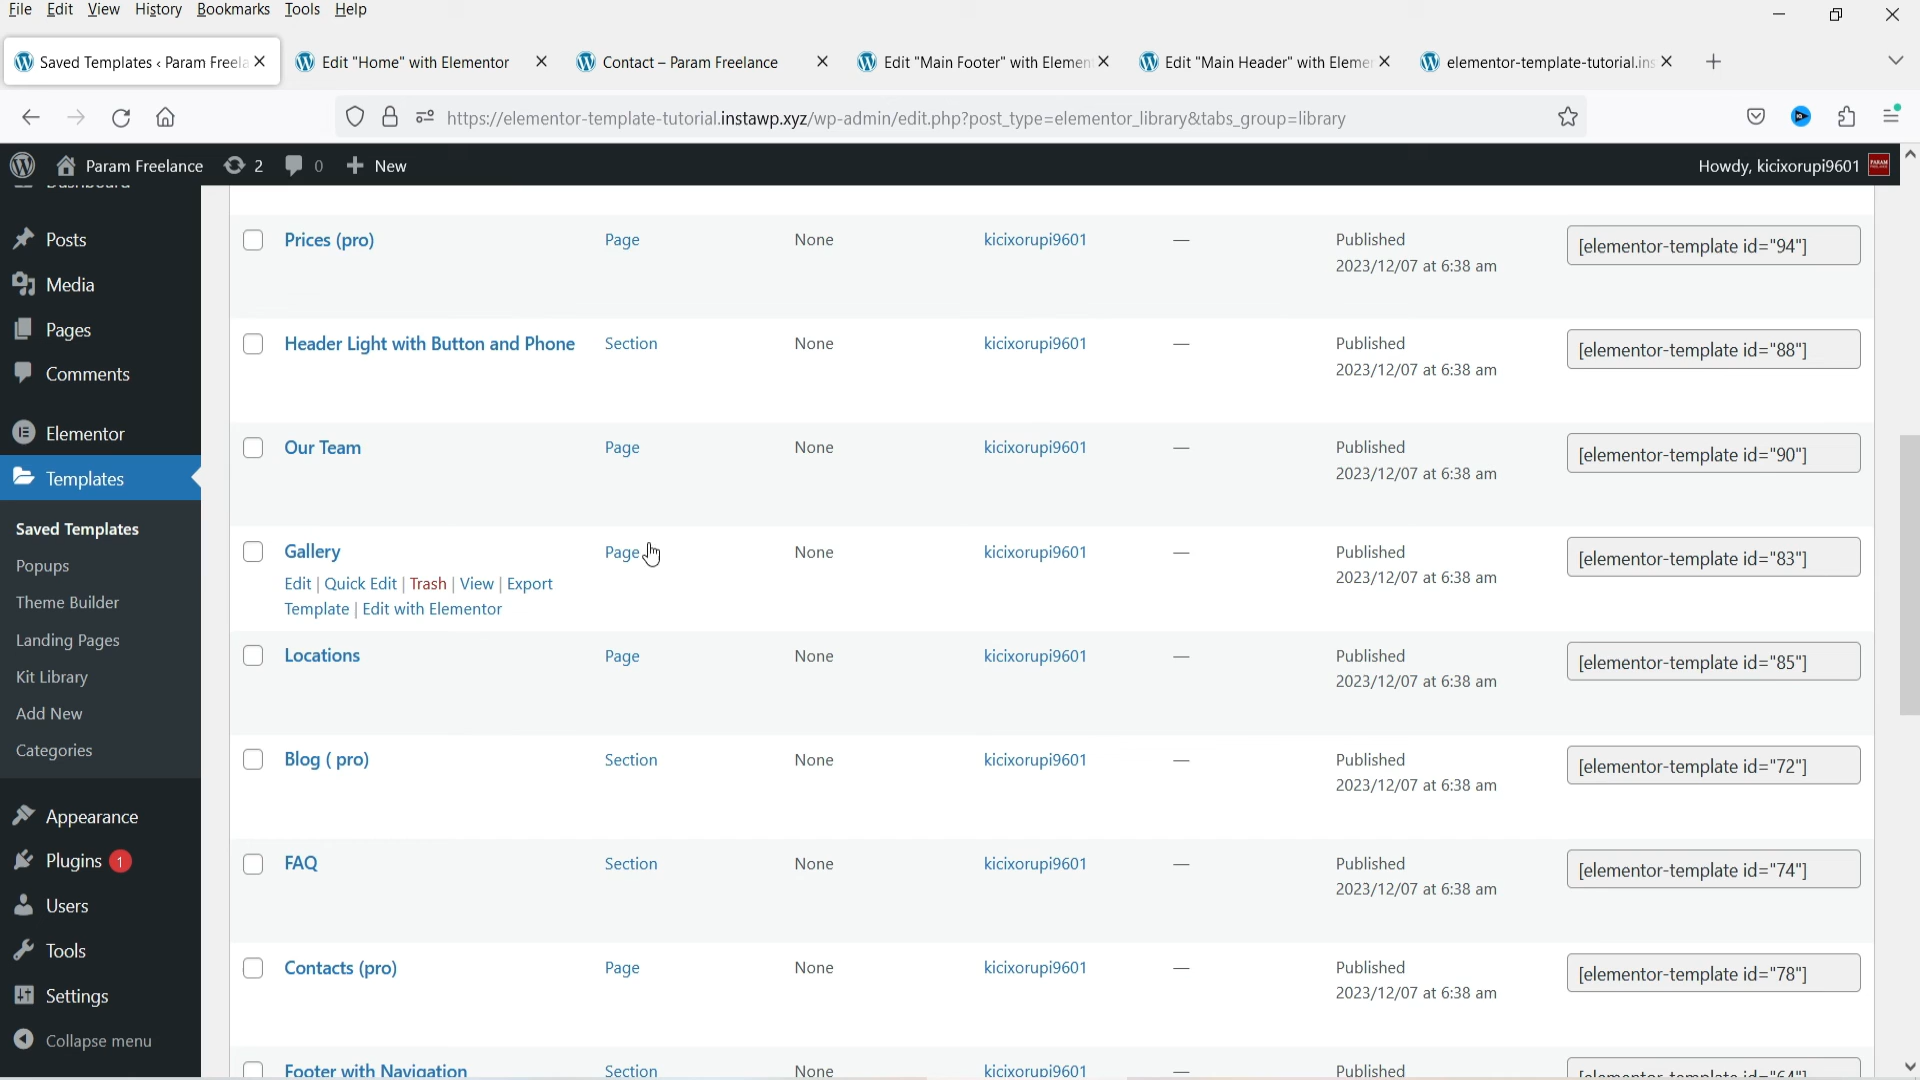 File Edit View History Bookmarks Tools Help
Saved Templates ‹ Param Freela
Edit "Home" with Elementor
Contact – Param Freelance
Edit "Main Footer" with Elemen
Edit "Main Header" with Eleme
elementor-template-tutorial.ins
https://elementor-template-tutorial.instawp.xyz/wp-admin/edit.php?post_type=elementor_library&tabs_group=library
Param Freelance 2 0 New Howdy, kicixorupi9601
Dashboard
Posts
Media
Pages
Comments
Elementor
Templates
Saved Templates
Popups
Theme Builder
Landing Pages
Kit Library
Add New
Categories
Appearance
Plugins 1
Users
Tools
Settings
Collapse menu
Prices (pro) Page None kicixorupi9601 — Published [elementor-template id="94"]
2023/12/07 at 6:38 am
Header Light with Button and Phone Section None kicixorupi9601 — Published [elementor-template id="88"]
2023/12/07 at 6:38 am
Our Team Page None kicixorupi9601 — Published [elementor-template id="90"]
2023/12/07 at 6:38 am
Gallery Page None kicixorupi9601 — Published [elementor-template id="83"]
Edit | Quick Edit | Trash | View | Export 2023/12/07 at 6:38 am
Template | Edit with Elementor
Locations Page None kicixorupi9601 — Published [elementor-template id="85"]
2023/12/07 at 6:38 am
Blog ( pro) Section None kicixorupi9601 — Published [elementor-template id="72"]
2023/12/07 at 6:38 am
FAQ Section None kicixorupi9601 — Published [elementor-template id="74"]
2023/12/07 at 6:38 am
Contacts (pro) Page None kicixorupi9601 — Published [elementor-template id="78"]
2023/12/07 at 6:38 am
Footer with Navigation Section None kicixorupi9601 — Published [elementor-template id="64"]